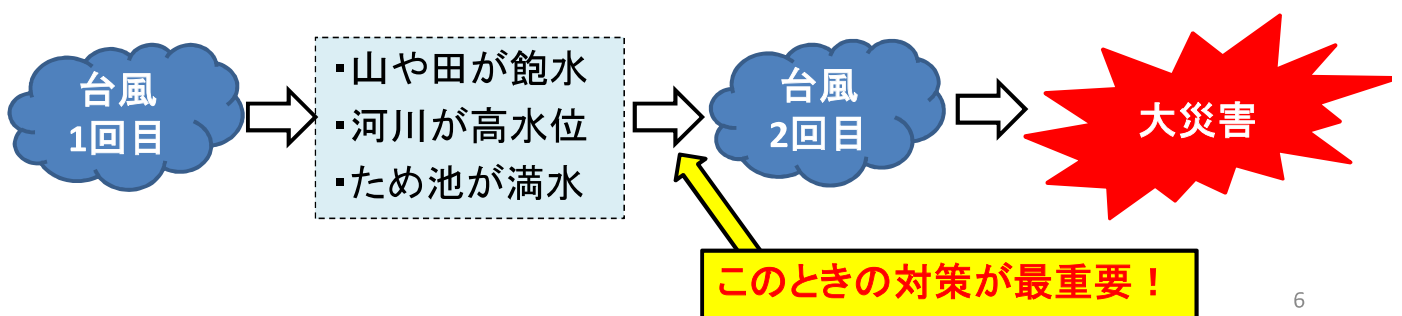 台風
1回目
・山や田が飽水
・河川が高水位
・ため池が満水
台風
2回目
大災害
このときの対策が最重要！
6